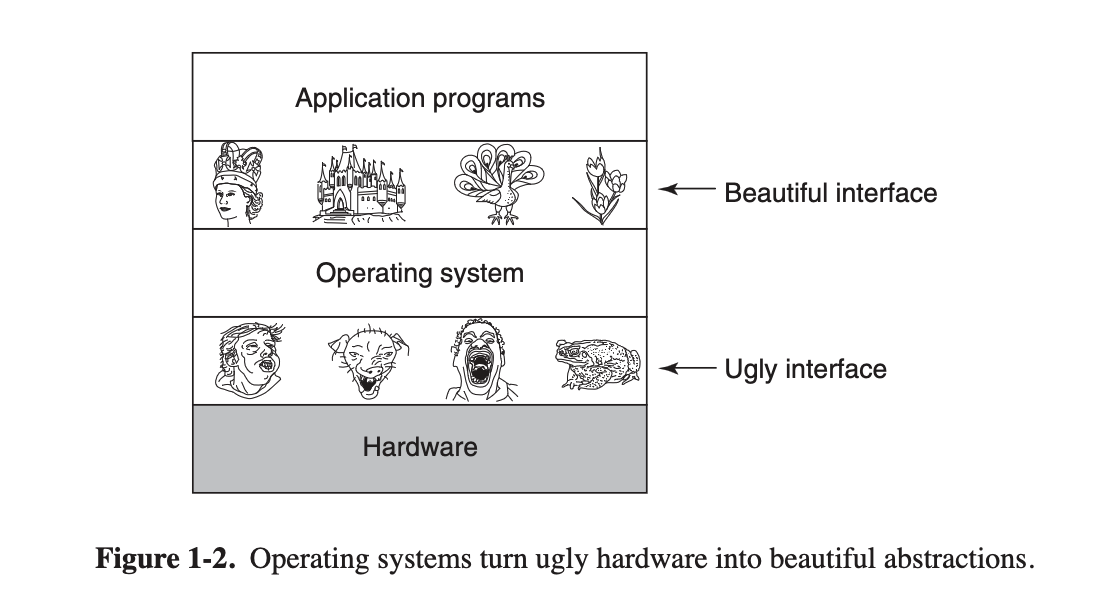 Application programs
Beautiful interface
Operating system
Ugly interface
Hardware
Figure 1-2. Operating systems turn ugly hardware into beautiful abstractions.